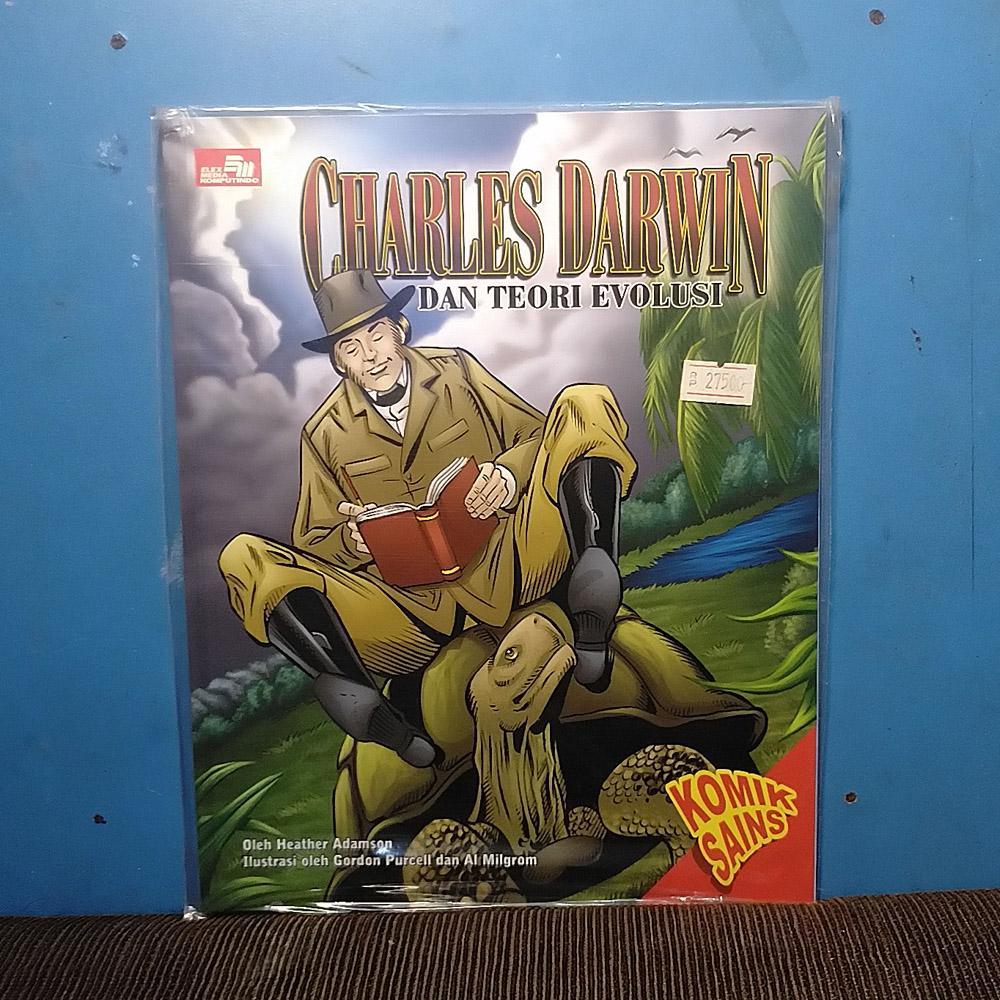 ELEX
MEDIA
KOMPUTINDO
CHARLES DARWIN
DAN TEORI EVOLUSI
27500
KOMIK
SAINS
Oleh Heather Adamson
Ilustrasi oleh Gordon Purcell dan Al Milgrom